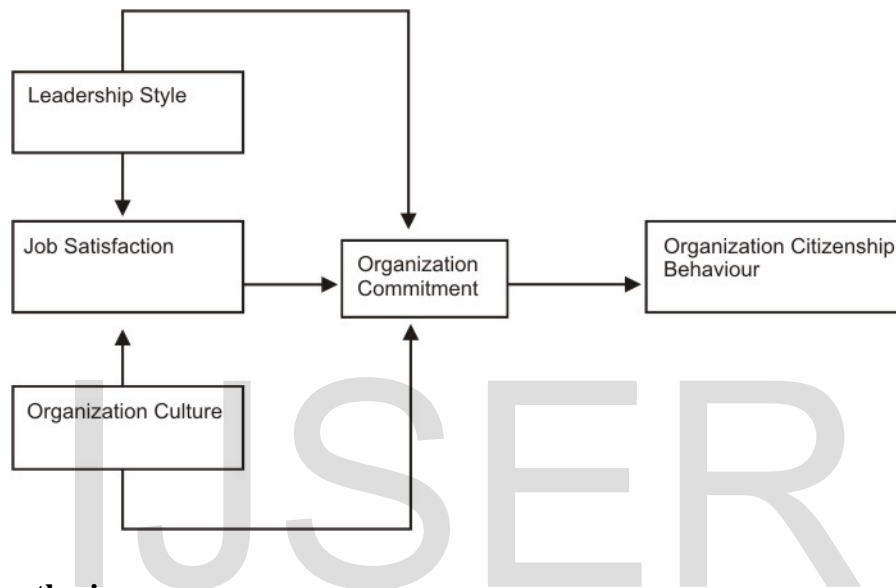 Leadership Style
Job Satisfaction
Organization
Commitment
Organization Citizenship
Behaviour
Organization Culture
IJSER